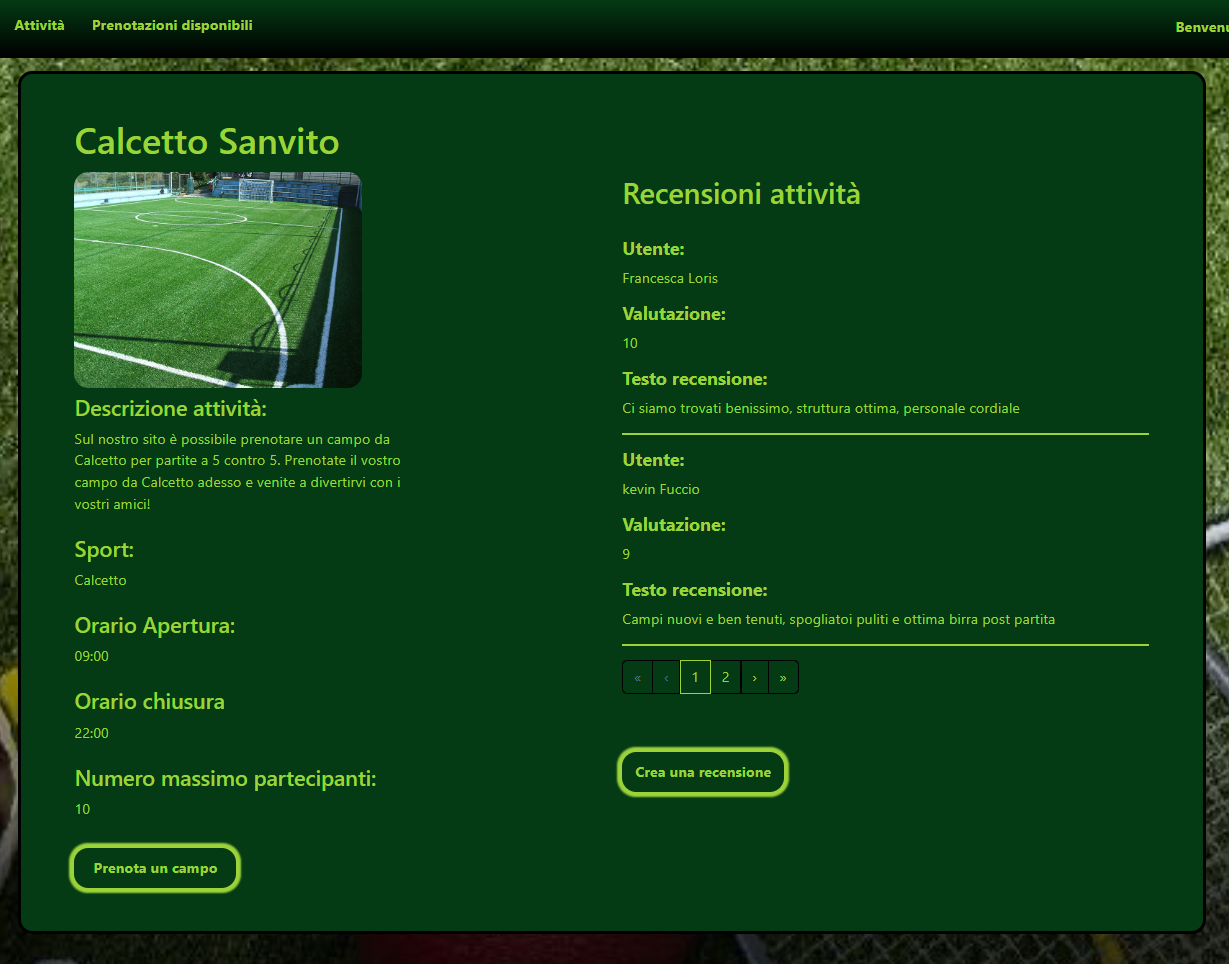 Attività
Prenotazioni disponibili
Calcetto Sanvito
Descrizione attività:
Sul nostro sito è possibile prenotare un campo da
Calcetto per partite a 5 contro 5. Prenotate il vostro
campo da Calcetto adesso e venite a divertirvi con i
vostri amici!
Sport:
Calcetto
Orario Apertura:
09:00
Orario chiusura
22:00
Numero massimo partecipanti:
10
Prenota un campo
Recensioni attività
Utente:
Francesca Loris
Valutazione:
10
Testo recensione:
Ci siamo trovati benissimo, struttura ottima, personale cordiale
Utente:
kevin Fuccio
Valutazione:
9
Testo recensione:
Campi nuovi e ben tenuti, spogliatoi puliti e ottima birra post partita
« ‹ 1 2 › »
Crea una recensione